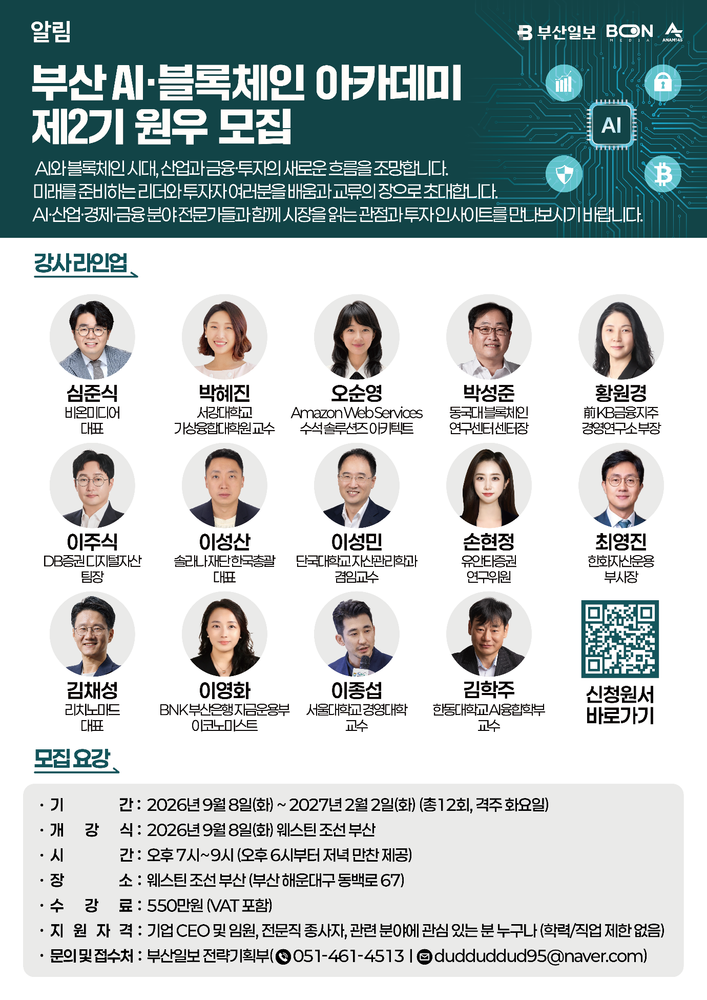 알림
부산일보 BON MEDIA ANAM145
부산 AI·블록체인 아카데미
제2기 원우 모집
AI와 블록체인 시대, 산업과 금융·투자의 새로운 흐름을 조망합니다.
미래를 준비하는 리더와 투자자 여러분을 배움과 교류의 장으로 초대합니다.
AI·산업·경제·금융 분야 전문가들과 함께 시장을 읽는 관점과 투자 인사이트를 만나보시기 바랍니다.
AI
강사 라인업
심준식
비온미디어
대표
박혜진
서강대학교
가상융합대학원 교수
오순영
Amazon Web Services
수석 솔루션즈 아키텍트
박성준
동국대 블록체인
연구센터 센터장
황원경
前 KB금융지주
경영연구소 부장
이주식
DB증권 디지털자산
팀장
이성산
솔라나 재단 한국총괄
대표
이성민
단국대학교 자산관리학과
겸임교수
손현정
유안타증권
연구위원
최영진
한화자산운용
부사장
김채성
리치노마드
대표
이영화
BNK 부산은행 자금운용부
이코노미스트
이종섭
서울대학교 경영대학
교수
김학주
한동대학교 AI융합학부
교수
신청원서
바로가기
모집 요강
· 기 간 : 2026년 9월 8일(화) ~ 2027년 2월 2일(화) (총12회, 격주 화요일)
· 개 강 식 : 2026년 9월 8일(화) 웨스틴 조선 부산
· 시 간 : 오후 7시~9시 (오후 6시부터 저녁 만찬 제공)
· 장 소 : 웨스틴 조선 부산 (부산 해운대구 동백로 67)
· 수 강 료 : 550만원 (VAT 포함)
· 지 원 자 격 : 기업 CEO 및 임원, 전문직 종사자, 관련 분야에 관심 있는 분 누구나 (학력/직업 제한 없음)
· 문의 및 접수처 : 부산일보 전략기획부( 051-461-4513 | dudduddud95@naver.com)